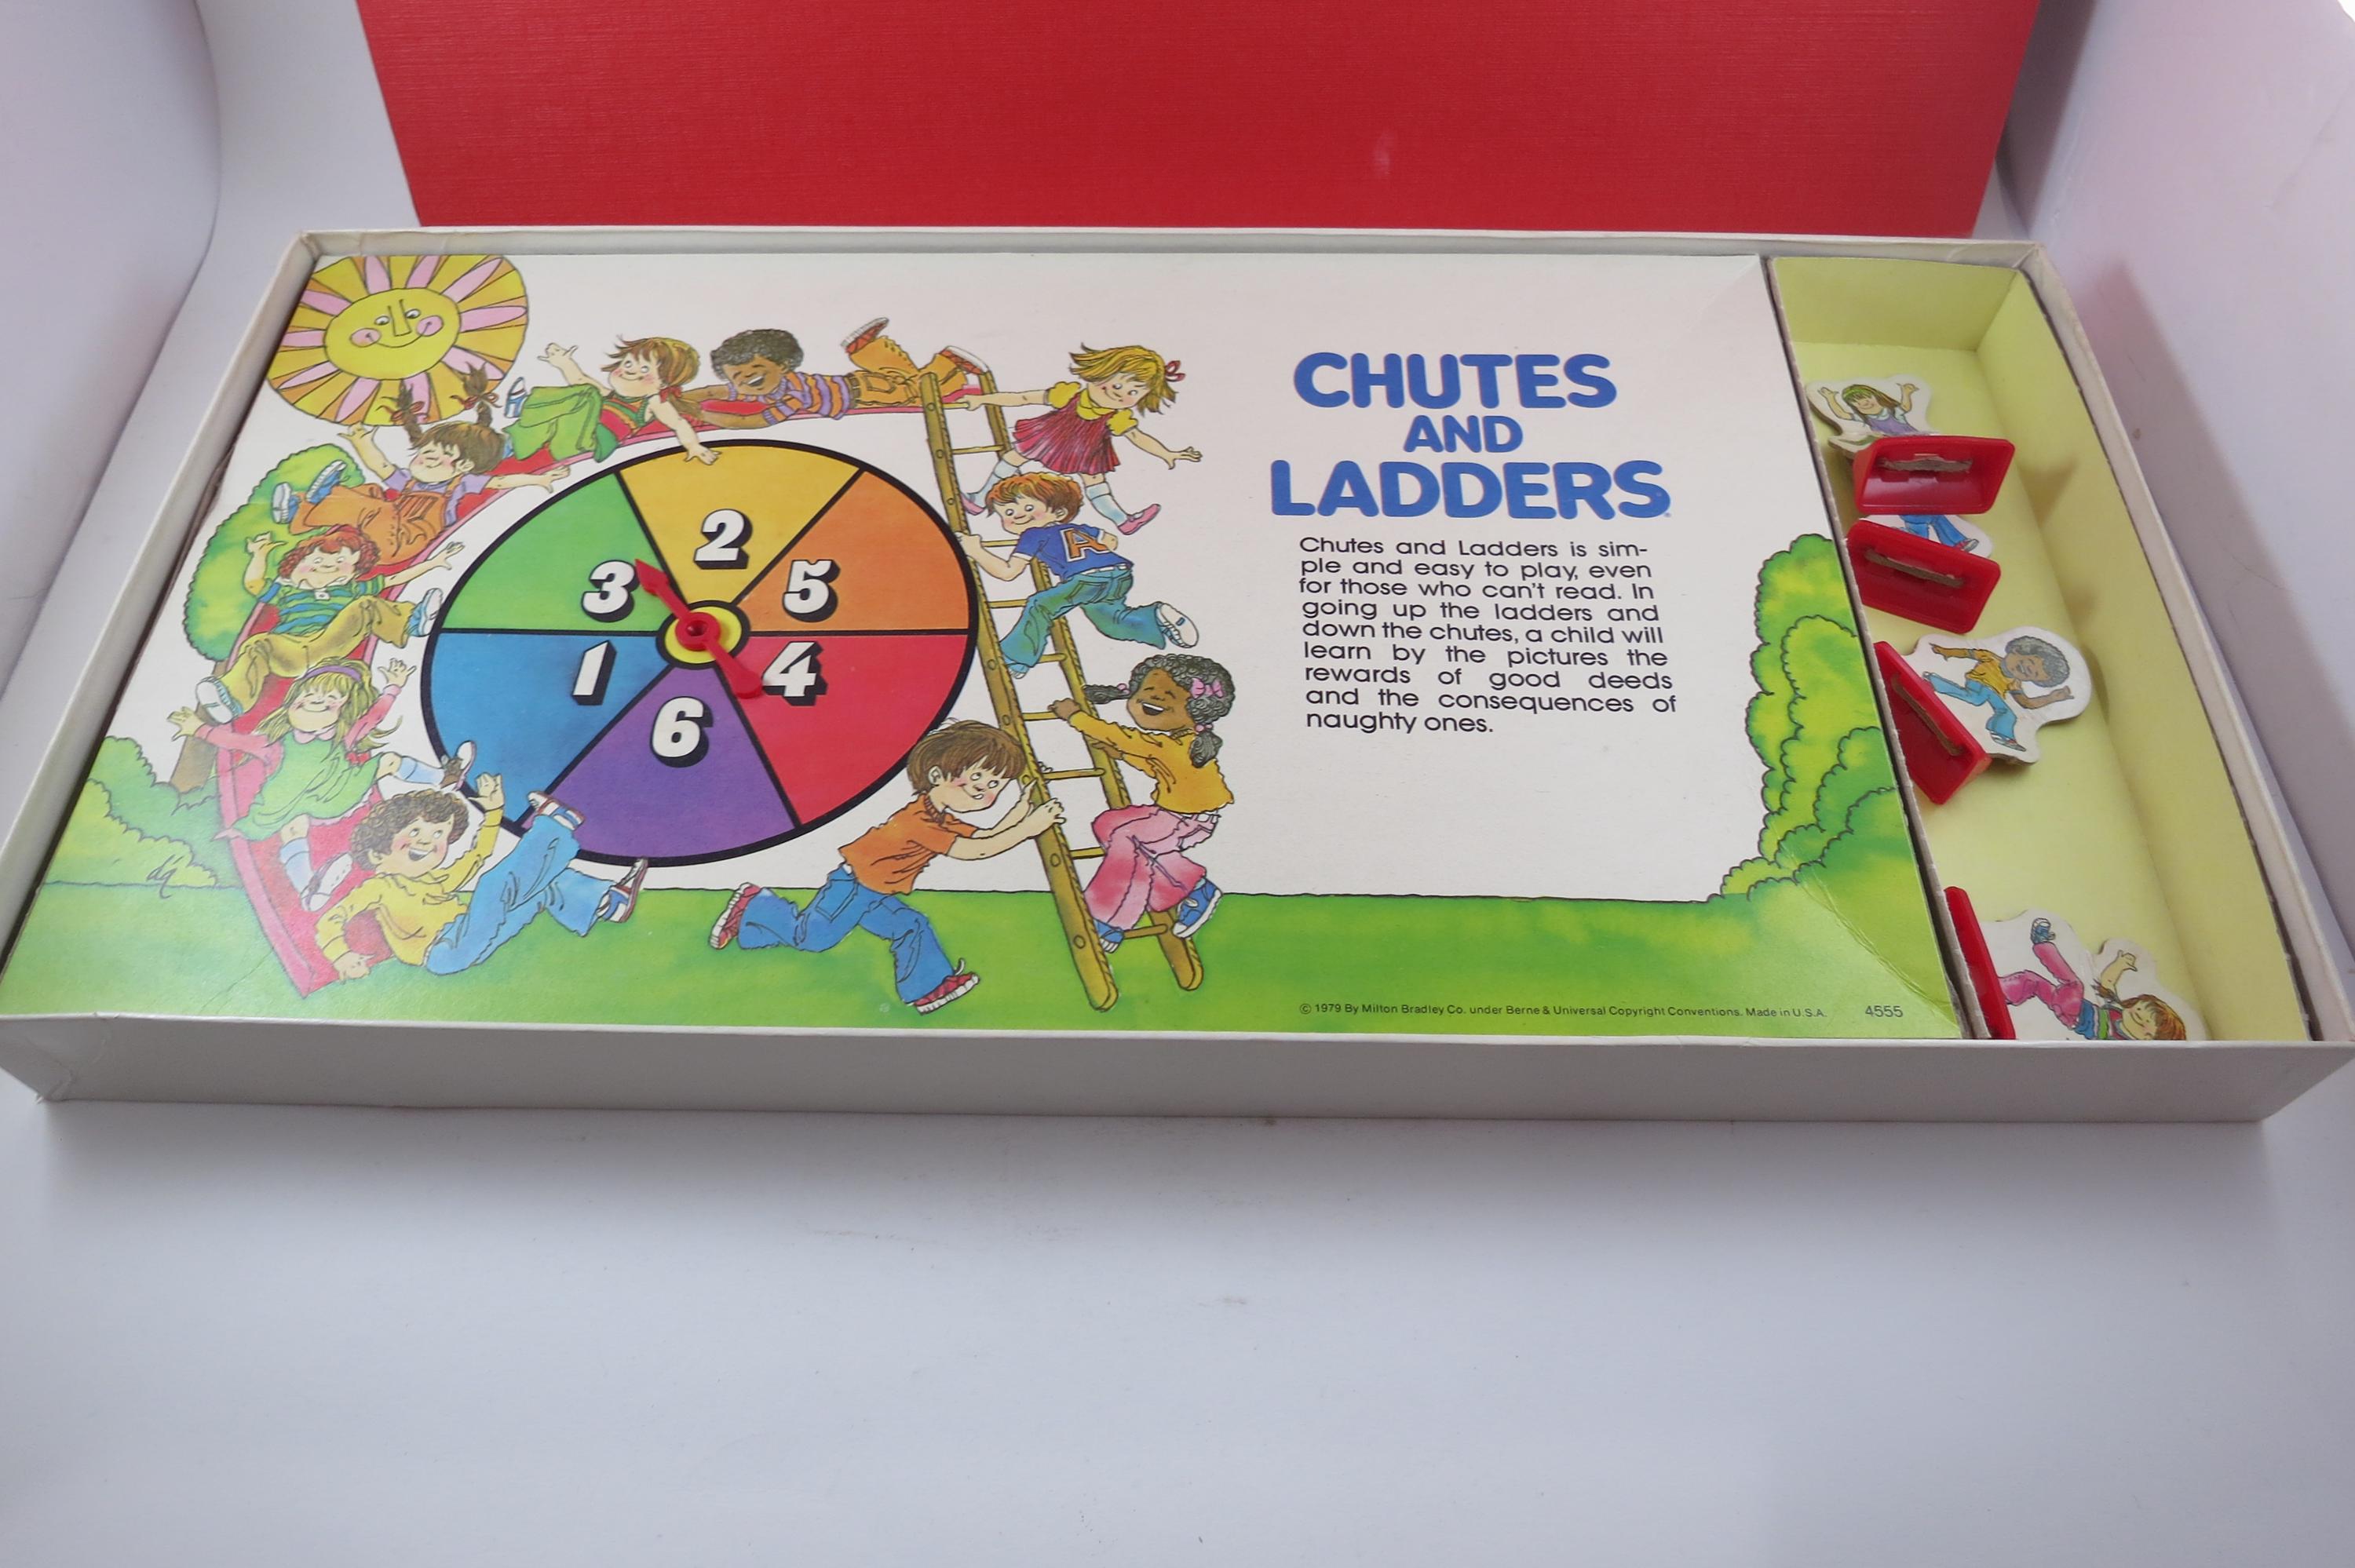 CHUTES
AND
LADDERS®
Chutes and Ladders is sim-
ple and easy to play, even
for those who can't read. In
going up the ladders and
down the chutes, a child will
learn by the pictures the
rewards of good deeds
and the consequences of
naughty ones.
2
3
5
1
4
6
A
© 1979 By Milton Bradley Co. under Berne & Universal Copyright Conventions. Made in U.S.A.
4555